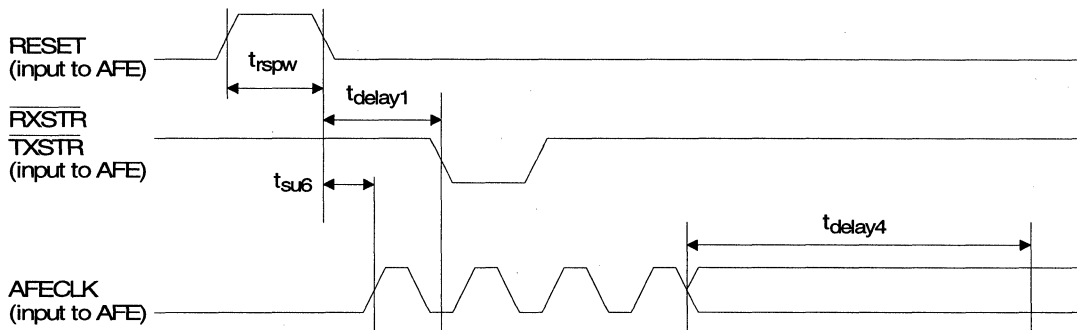 RESET
(input to AFE)
t_rspw
t_delay1
RXSTR
TXSTR
(input to AFE)
t_su6
t_delay4
AFECLK
(input to AFE)